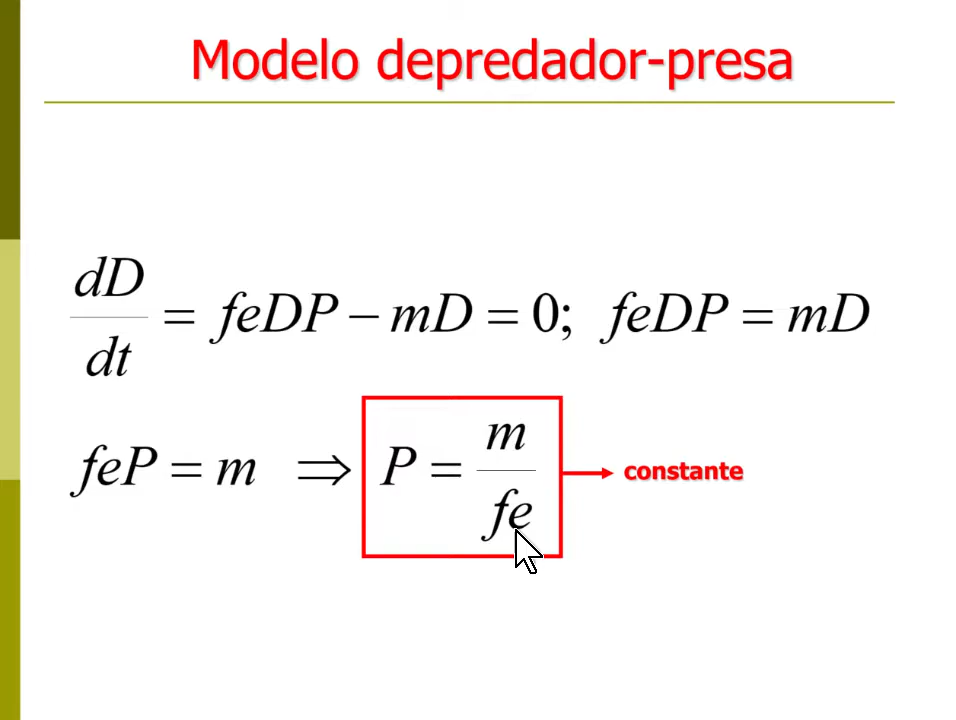 Modelo depredador-presa
dD/dt = feDP − mD = 0; feDP = mD
feP = m ⇒ P = m/fe
constante